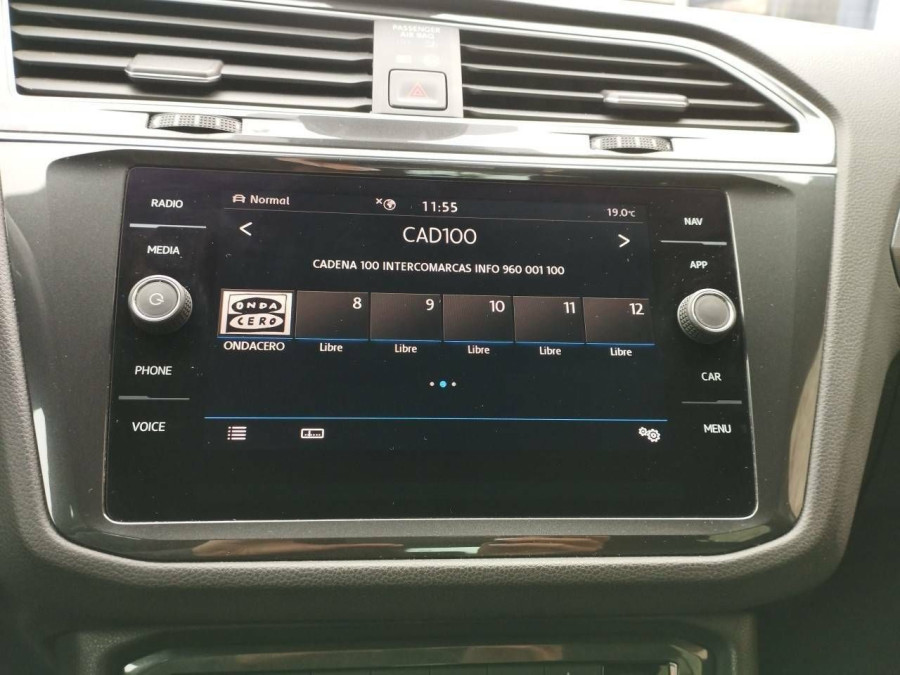 PASSENGER
AIR BAG
RADIO
Normal
11:55
19.0°C
NAV
MEDIA
CAD100
APP
CADENA 100 INTERCOMARCAS INFO 960 001 100
ONDA
CERO
8
9
10
11
12
ONDACERO
Libre
Libre
Libre
Libre
Libre
PHONE
CAR
VOICE
MENU